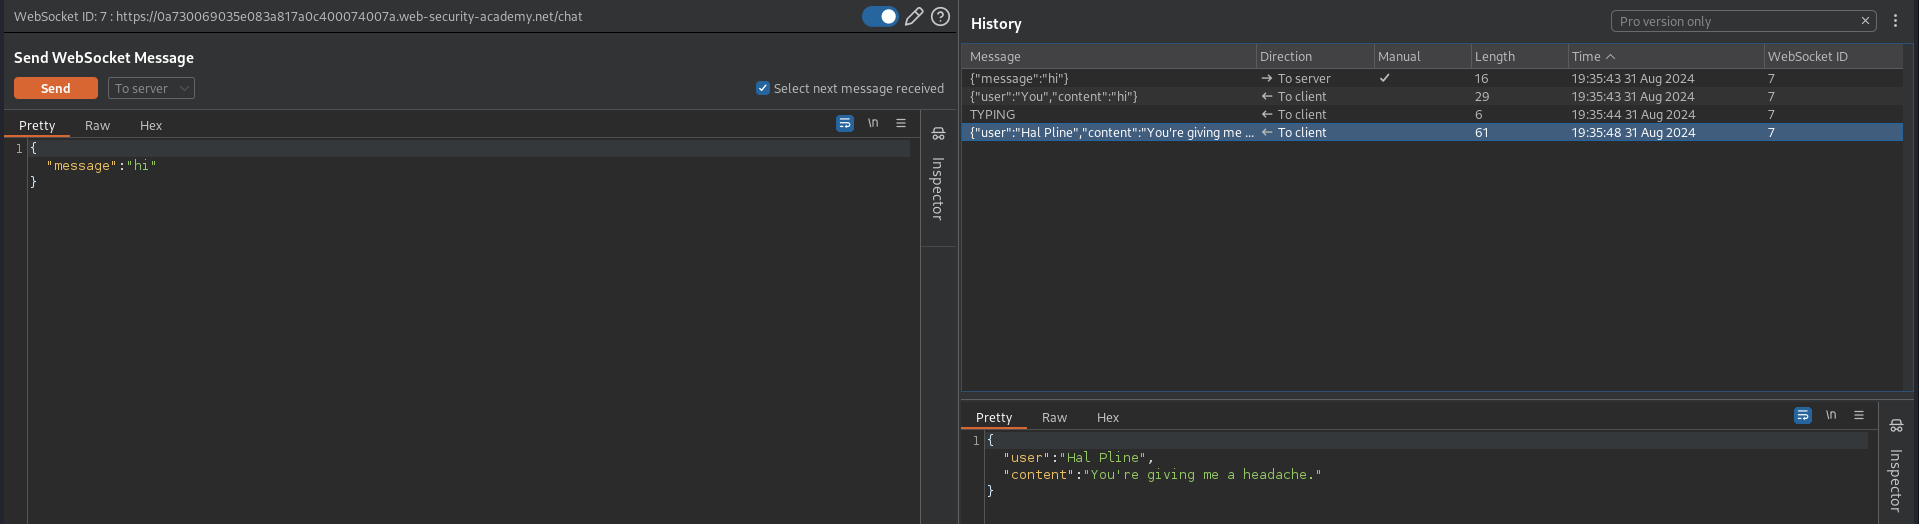 WebSocket ID: 7 : https://0a730069035e083a817a0c400074007a.web-security-academy.net/chat
Send WebSocket Message
Send To server Select next message received
Pretty Raw Hex \n
1 {
"message":"hi"
}
Inspector
History Pro version only
Message Direction Manual Length Time WebSocket ID
{"message":"hi"} → To server ✓ 16 19:35:43 31 Aug 2024 7
{"user":"You","content":"hi"} ← To client 29 19:35:43 31 Aug 2024 7
TYPING ← To client 6 19:35:44 31 Aug 2024 7
{"user":"Hal Pline","content":"You're giving me ... ← To client 61 19:35:48 31 Aug 2024 7
Pretty Raw Hex \n
1 {
"user":"Hal Pline",
"content":"You're giving me a headache."
}
Inspector